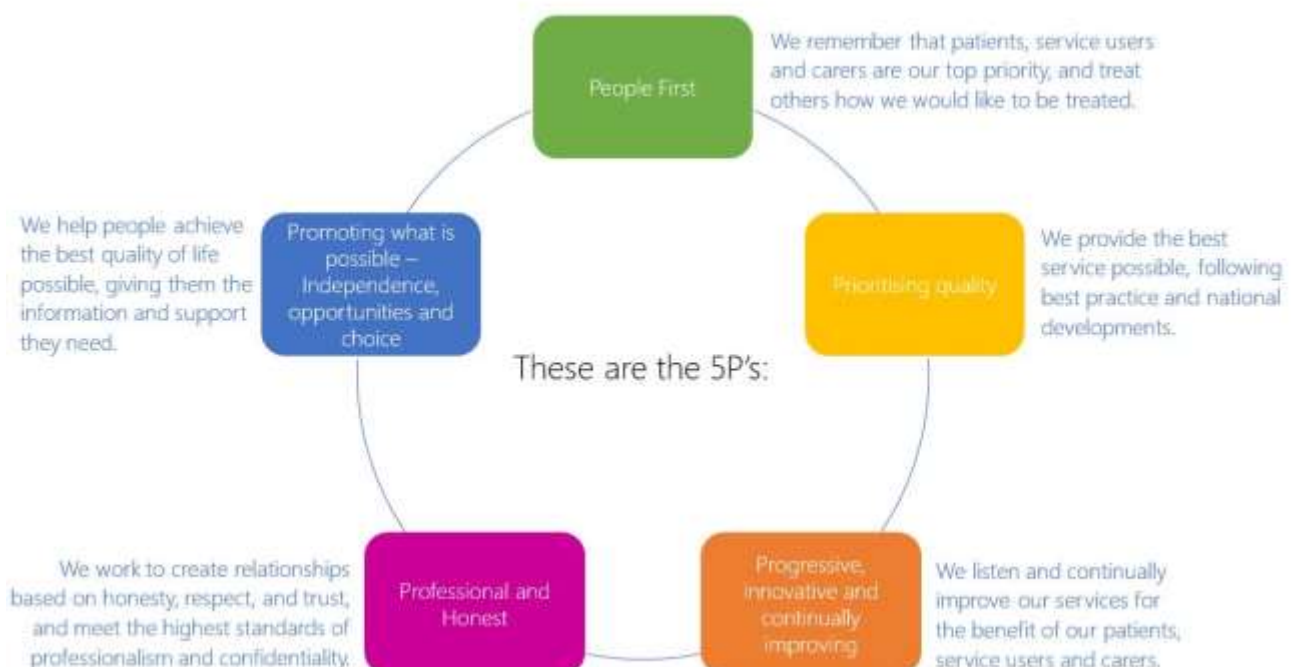 People First
We remember that patients, service users
and carers are our top priority, and treat
others how we would like to be treated.
Prioritising quality
We provide the best
service possible, following
best practice and national
developments.
Progressive,
innovative and
continually
improving
We listen and continually
improve our services for
the benefit of our patients,
service users and carers.
Professional and
Honest
We work to create relationships
based on honesty, respect, and trust,
and meet the highest standards of
professionalism and confidentiality.
Promoting what is
possible –
Independence,
opportunities and
choice
We help people achieve
the best quality of life
possible, giving them the
information and support
they need.
These are the 5P's: